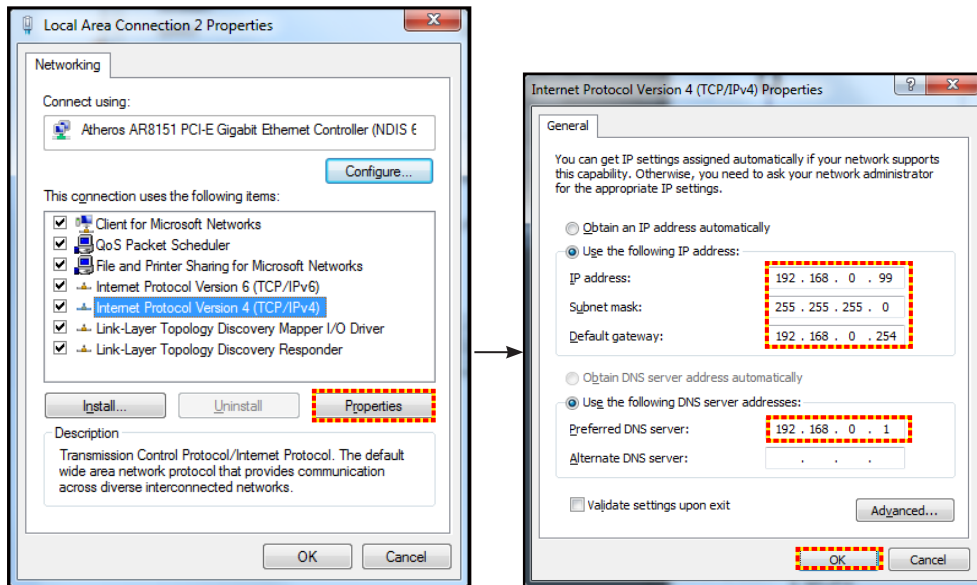 Local Area Connection 2 Properties
Networking
Connect using:
Atheros AR8151 PCI-E Gigabit Ethernet Controller (NDIS 6
Configure...
This connection uses the following items:
Client for Microsoft Networks
QoS Packet Scheduler
File and Printer Sharing for Microsoft Networks
Internet Protocol Version 6 (TCP/IPv6)
Internet Protocol Version 4 (TCP/IPv4)
Link-Layer Topology Discovery Mapper I/O Driver
Link-Layer Topology Discovery Responder
Install...
Uninstall
Properties
Description
Transmission Control Protocol/Internet Protocol. The default
wide area network protocol that provides communication
across diverse interconnected networks.
OK
Cancel
Internet Protocol Version 4 (TCP/IPv4) Properties
?
General
You can get IP settings assigned automatically if your network supports
this capability. Otherwise, you need to ask your network administrator
for the appropriate IP settings.
Obtain an IP address automatically
Use the following IP address:
IP address: 192 . 168 . 0 . 99
Subnet mask: 255 . 255 . 255 . 0
Default gateway: 192 . 168 . 0 . 254
Obtain DNS server address automatically
Use the following DNS server addresses:
Preferred DNS server: 192 . 168 . 0 . 1
Alternate DNS server: . . .
Validate settings upon exit
Advanced...
OK
Cancel